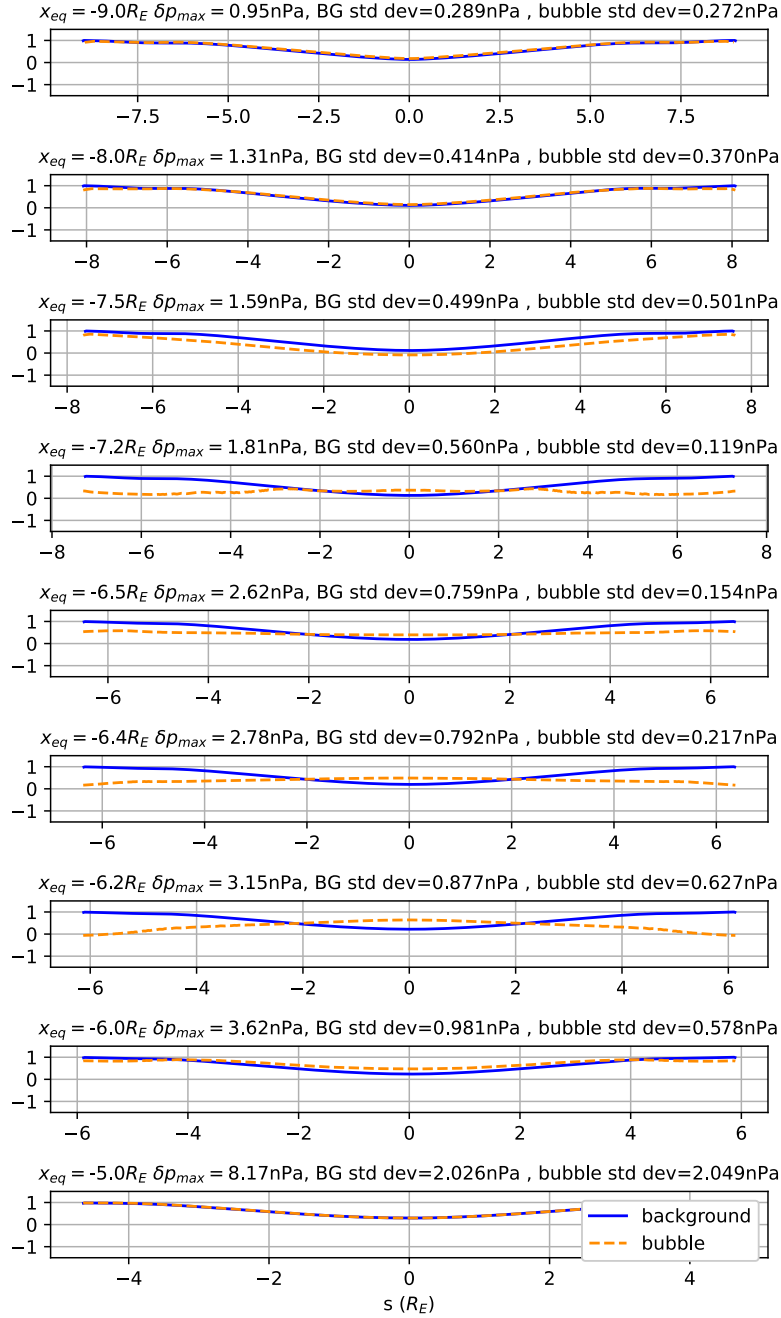 x_eq = -9.0R_E δp_max = 0.95nPa, BG std dev=0.289nPa , bubble std dev=0.272nPa
1
0
−1
−7.5 −5.0 −2.5 0.0 2.5 5.0 7.5
x_eq = -8.0R_E δp_max = 1.31nPa, BG std dev=0.414nPa , bubble std dev=0.370nPa
1
0
−1
−8 −6 −4 −2 0 2 4 6 8
x_eq = -7.5R_E δp_max = 1.59nPa, BG std dev=0.499nPa , bubble std dev=0.501nPa
1
0
−1
−8 −6 −4 −2 0 2 4 6 8
x_eq = -7.2R_E δp_max = 1.81nPa, BG std dev=0.560nPa , bubble std dev=0.119nPa
1
0
−1
−8 −6 −4 −2 0 2 4 6 8
x_eq = -6.5R_E δp_max = 2.62nPa, BG std dev=0.759nPa , bubble std dev=0.154nPa
1
0
−1
−6 −4 −2 0 2 4 6
x_eq = -6.4R_E δp_max = 2.78nPa, BG std dev=0.792nPa , bubble std dev=0.217nPa
1
0
−1
−6 −4 −2 0 2 4 6
x_eq = -6.2R_E δp_max = 3.15nPa, BG std dev=0.877nPa , bubble std dev=0.627nPa
1
0
−1
−6 −4 −2 0 2 4 6
x_eq = -6.0R_E δp_max = 3.62nPa, BG std dev=0.981nPa , bubble std dev=0.578nPa
1
0
−1
−6 −4 −2 0 2 4 6
x_eq = -5.0R_E δp_max = 8.17nPa, BG std dev=2.026nPa , bubble std dev=2.049nPa
1
0
−1
background
bubble
−4 −2 0 2 4
s (R_E)